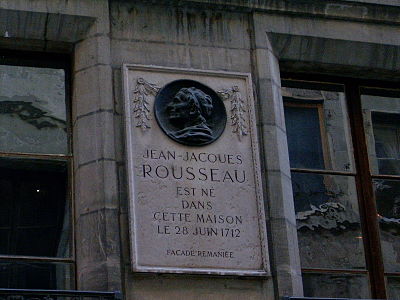 JEAN-JACQUES
ROUSSEAU
EST NÉ
DANS
CETTE MAISON
LE 28 JUIN 1712
FAÇADE REMANIÉE